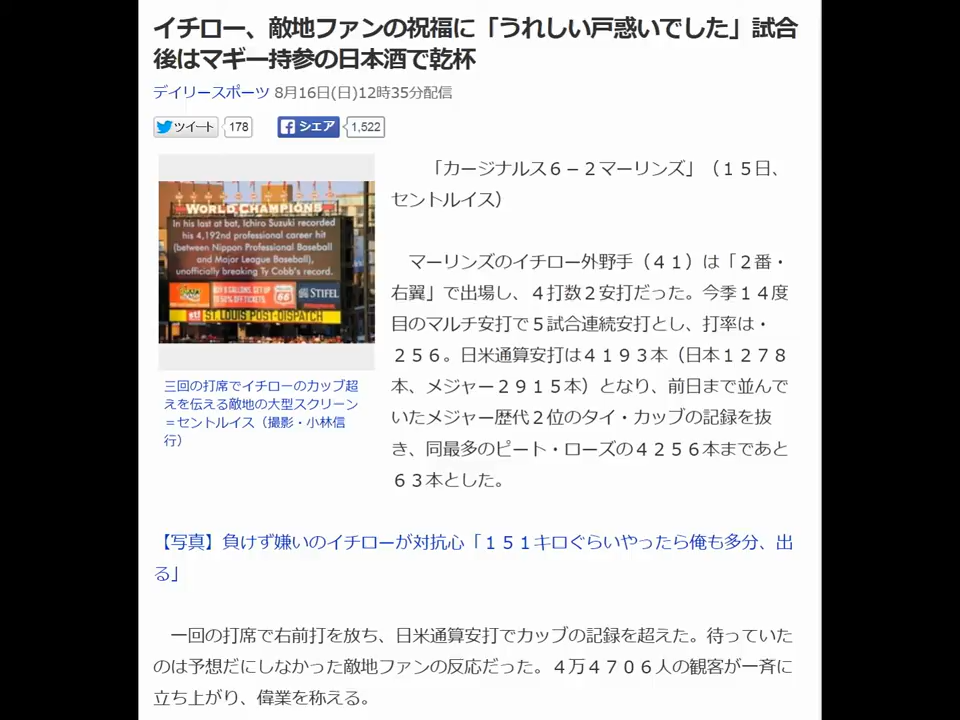 イチロー、敵地ファンの祝福に「うれしい戸惑いでした」試合
後はマギー持参の日本酒で乾杯
デイリースポーツ 8月16日(日)12時35分配信
ツイート 178 シェア 1,522
WORLD CHAMPIONS
In his last at bat, Ichiro Suzuki recorded
his 4,192nd professional career hit
(between Nippon Professional Baseball
and Major League Baseball),
unofficially breaking Ty Cobb's record.
66 STIFEL
ST. LOUIS POST-DISPATCH
三回の打席でイチローのカップ超
えを伝える敵地の大型スクリーン
＝セントルイス（撮影・小林信
行）
「カージナルス６－２マーリンズ」（１５日、
セントルイス）
マーリンズのイチロー外野手（４１）は「２番・
右翼」で出場し、４打数２安打だった。今季１４度
目のマルチ安打で５試合連続安打とし、打率は・
２５６。日米通算安打は４１９３本（日本１２７８
本、メジャー２９１５本）となり、前日まで並んで
いたメジャー歴代２位のタイ・カッブの記録を抜
き、同最多のピート・ローズの４２５６本まであと
６３本とした。
【写真】負けず嫌いのイチローが対抗心「１５１キロぐらいやったら俺も多分、出
る」
一回の打席で右前打を放ち、日米通算安打でカッブの記録を超えた。待っていた
のは予想だにしなかった敵地ファンの反応だった。４万４７０６人の観客が一斉に
立ち上がり、偉業を称える。